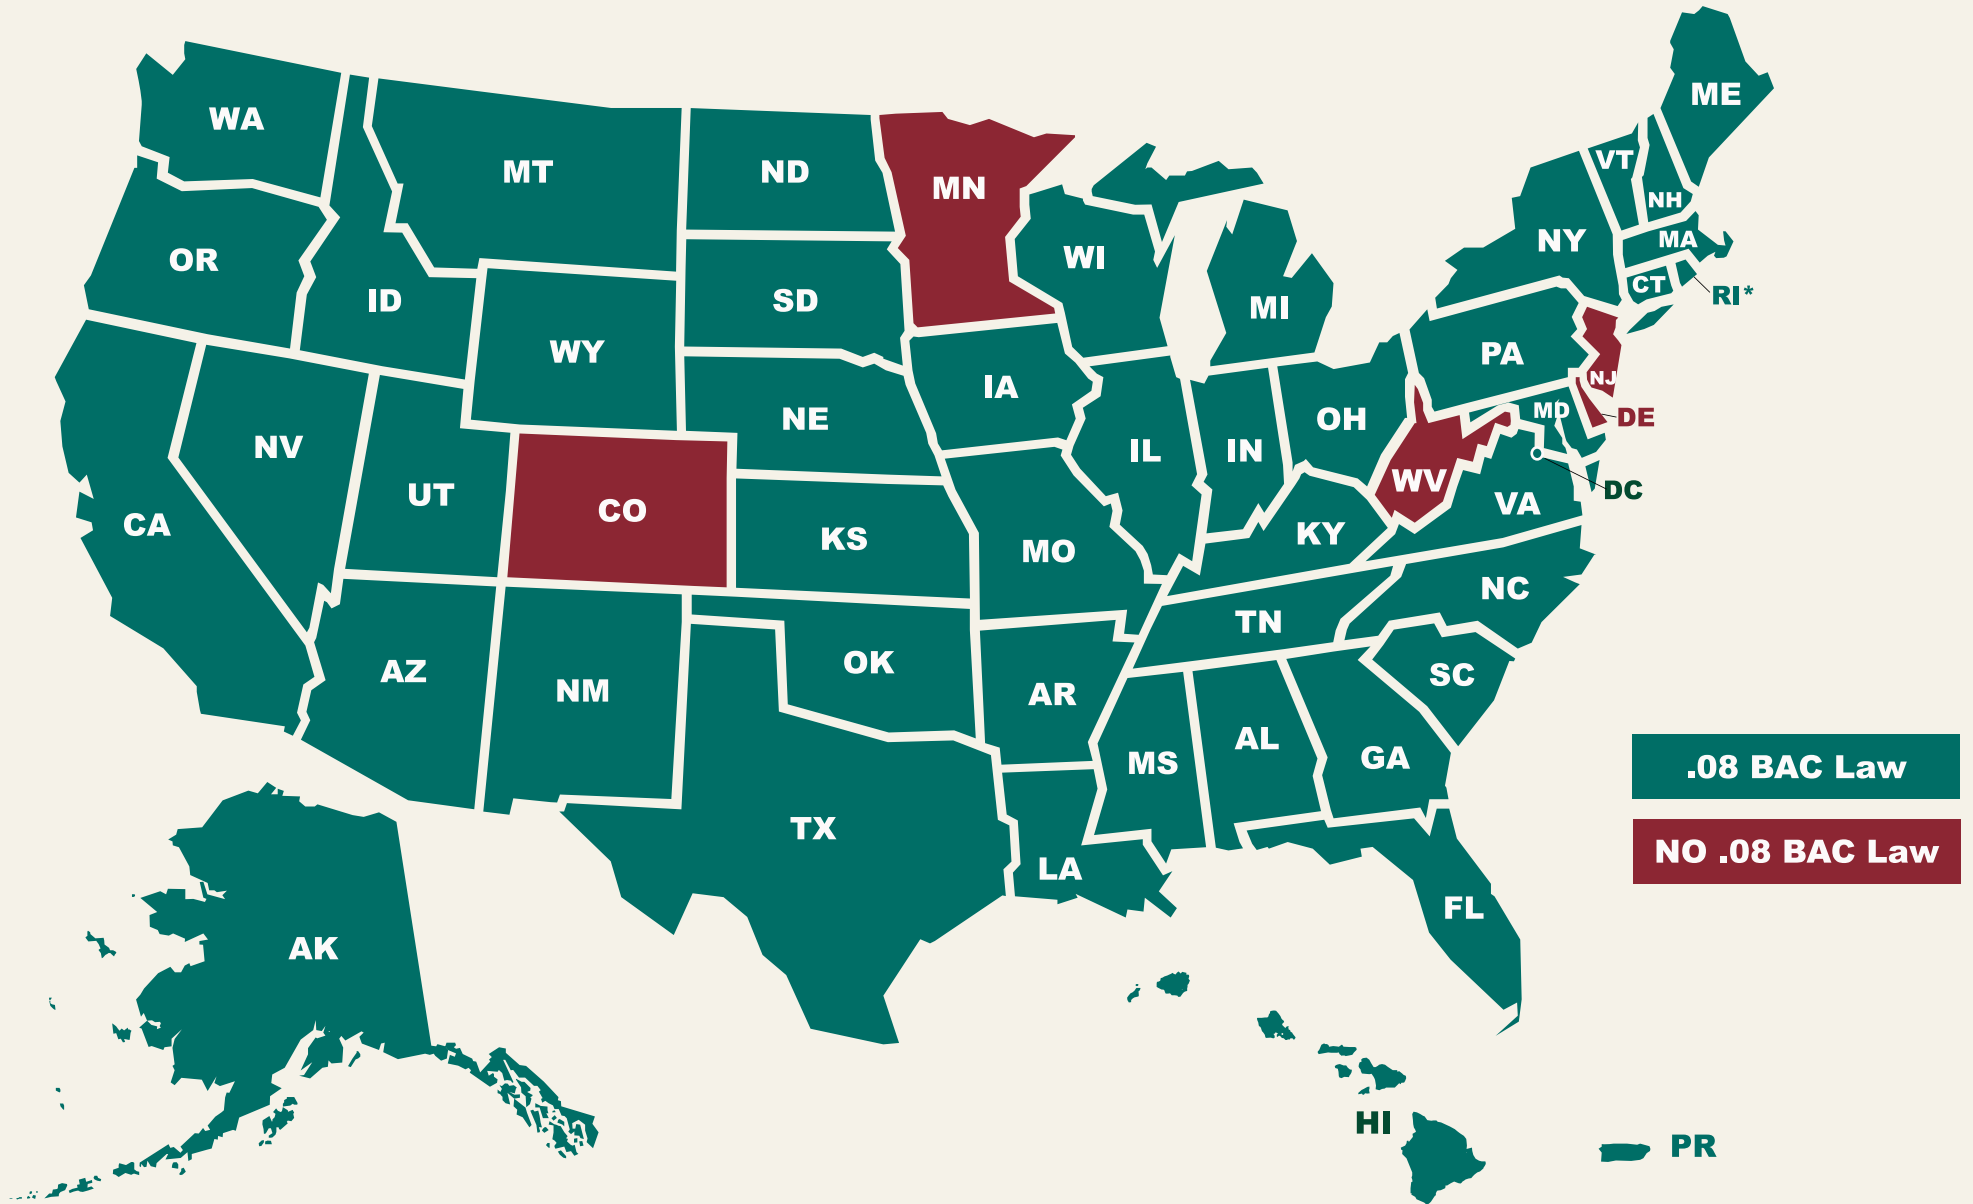 ME
WA
VT
MT
ND
MN
NH
NY
MA
OR
WI
CT
RI*
ID
SD
MI
WY
PA
NJ
IA
NE
MD
DE
OH
NV
IL
IN
UT
WV
DC
CO
VA
CA
KS
KY
MO
NC
TN
OK
AZ
SC
NM
AR
AL
GA
MS
.08 BAC Law
TX
NO .08 BAC Law
LA
FL
AK
HI
PR